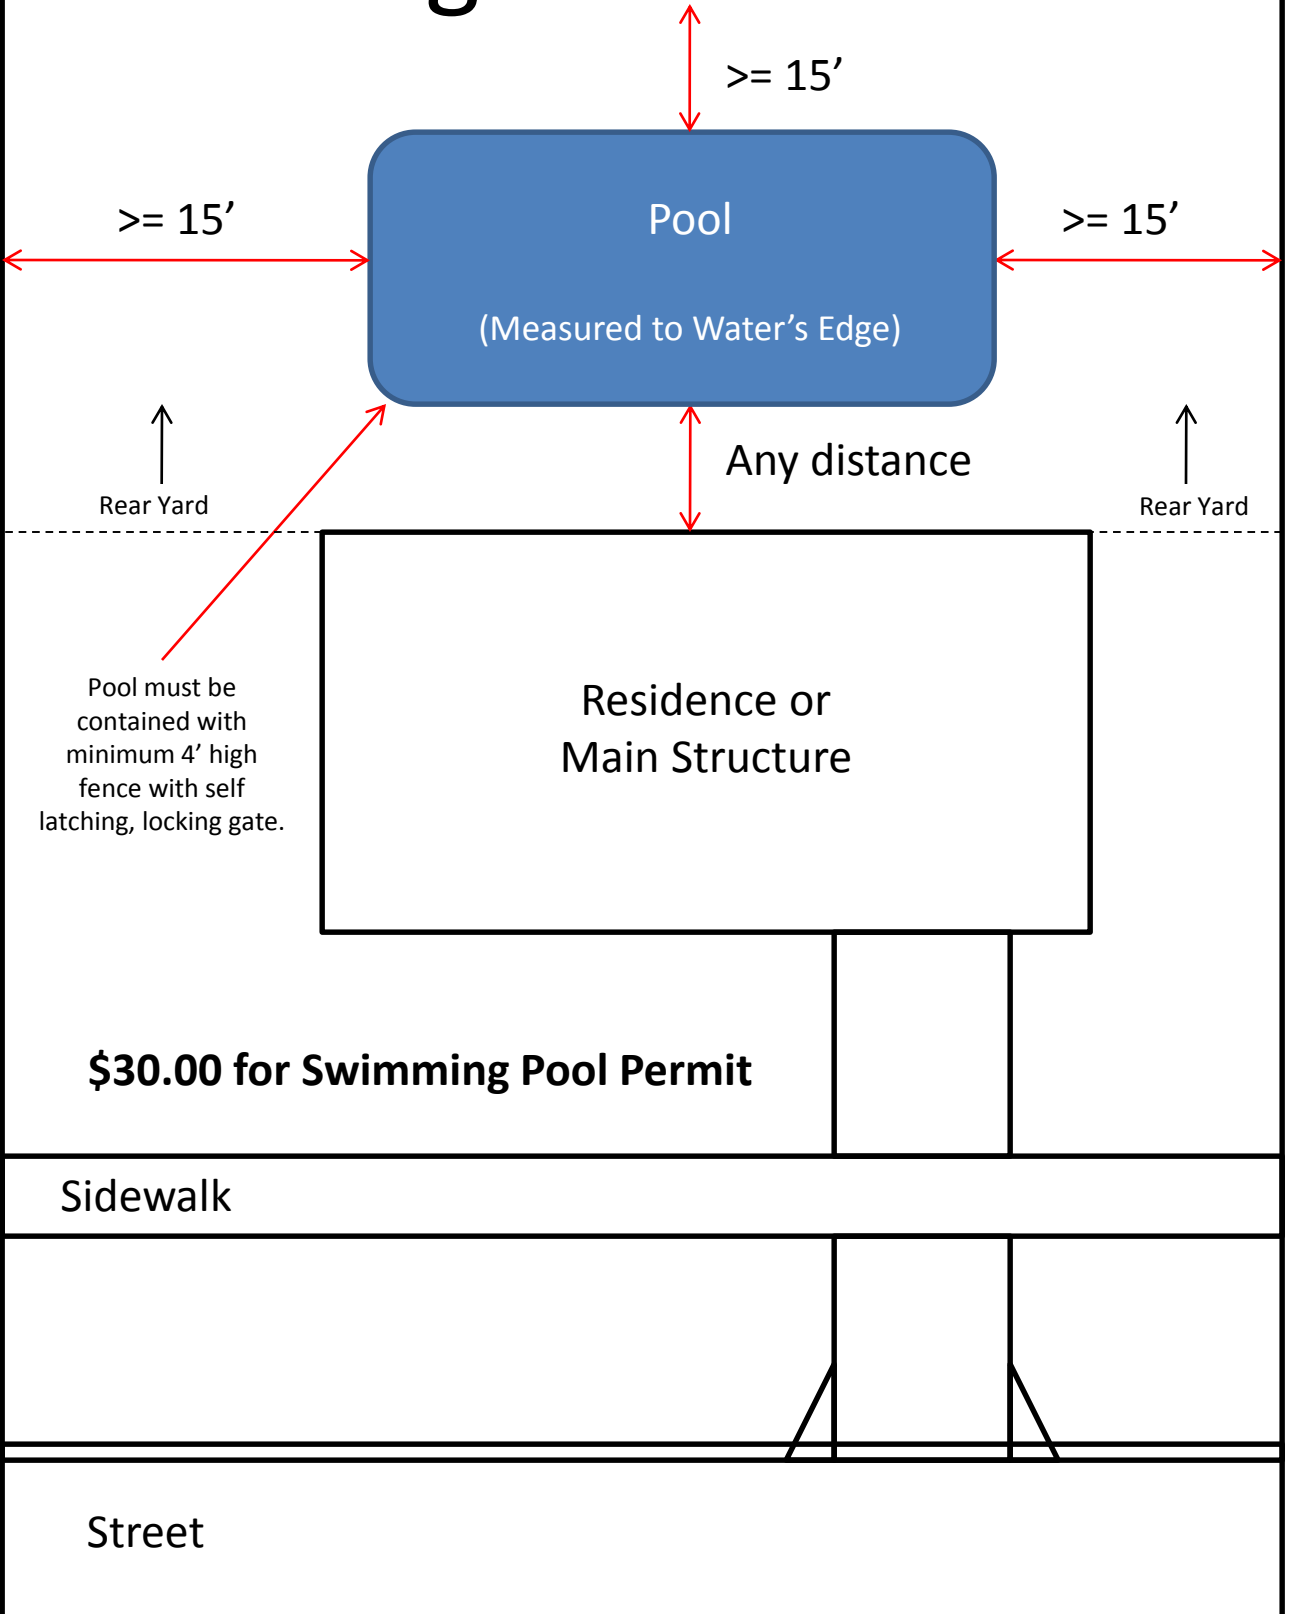 >= 15’
>= 15’
Pool
>= 15’
(Measured to Water’s Edge)
Any distance
Rear Yard
Rear Yard
Pool must be
contained with
minimum 4’ high
fence with self
latching, locking gate.
Residence or
Main Structure
$30.00 for Swimming Pool Permit
Sidewalk
Street